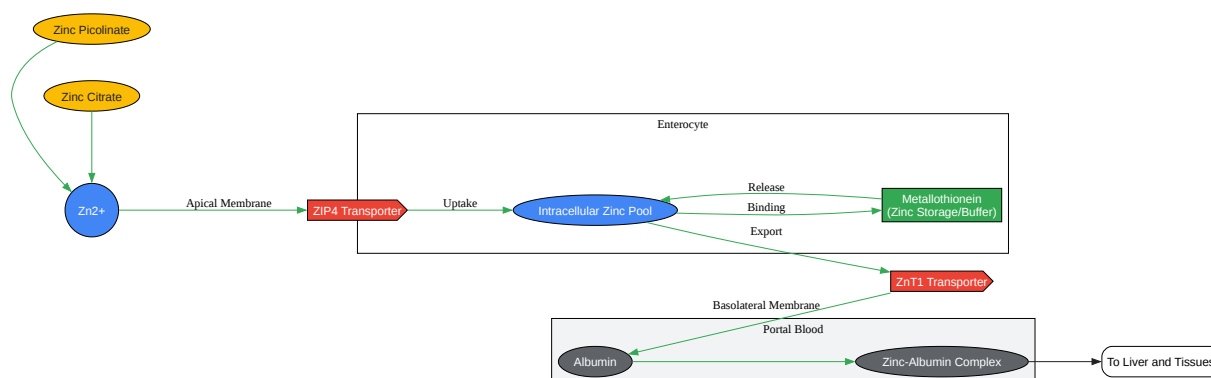 Zinc Picolinate
Zinc Citrate
Enterocyte
Zn2+
Apical Membrane
ZIP4 Transporter
Uptake
Intracellular Zinc Pool
Release
Binding
Metallothionein
(Zinc Storage/Buffer)
Export
ZnT1 Transporter
Basolateral Membrane
Portal Blood
Albumin
Zinc-Albumin Complex
To Liver and Tissues